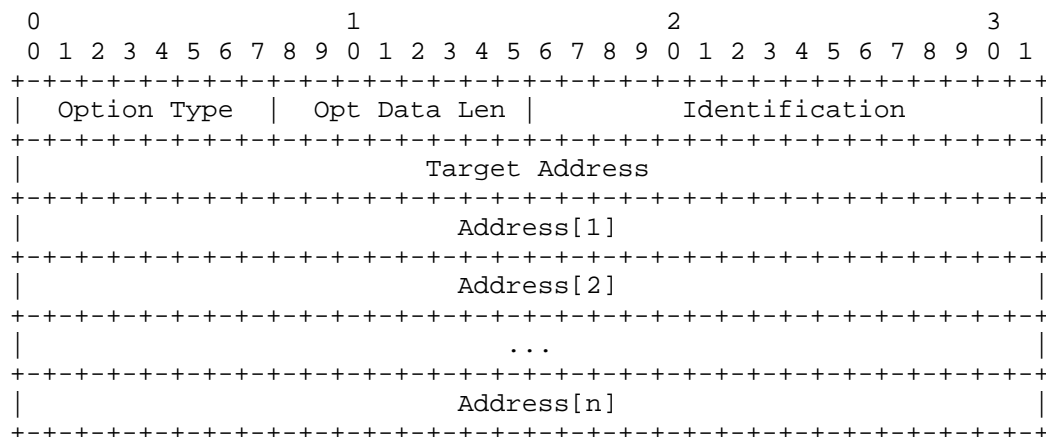 0                   1                   2                   3
 0 1 2 3 4 5 6 7 8 9 0 1 2 3 4 5 6 7 8 9 0 1 2 3 4 5 6 7 8 9 0 1
+-+-+-+-+-+-+-+-+-+-+-+-+-+-+-+-+-+-+-+-+-+-+-+-+-+-+-+-+-+-+-+-+
|  Option Type  |  Opt Data Len |         Identification        |
+-+-+-+-+-+-+-+-+-+-+-+-+-+-+-+-+-+-+-+-+-+-+-+-+-+-+-+-+-+-+-+-+
|                         Target Address                        |
+-+-+-+-+-+-+-+-+-+-+-+-+-+-+-+-+-+-+-+-+-+-+-+-+-+-+-+-+-+-+-+-+
|                           Address[1]                          |
+-+-+-+-+-+-+-+-+-+-+-+-+-+-+-+-+-+-+-+-+-+-+-+-+-+-+-+-+-+-+-+-+
|                           Address[2]                          |
+-+-+-+-+-+-+-+-+-+-+-+-+-+-+-+-+-+-+-+-+-+-+-+-+-+-+-+-+-+-+-+-+
|                              ...                              |
+-+-+-+-+-+-+-+-+-+-+-+-+-+-+-+-+-+-+-+-+-+-+-+-+-+-+-+-+-+-+-+-+
|                           Address[n]                          |
+-+-+-+-+-+-+-+-+-+-+-+-+-+-+-+-+-+-+-+-+-+-+-+-+-+-+-+-+-+-+-+-+